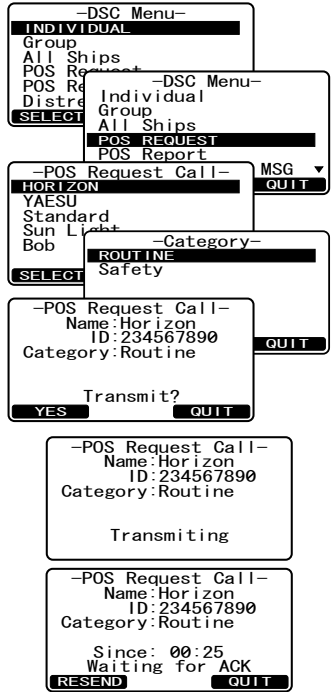 -DSC Menu-
INDIVIDUAL
Group
All Ships
POS Request
POS Re
Distre
SELECT
-DSC Menu-
Individual
Group
All Ships
POS REQUEST
POS Report
MSG ▼
QUIT
-POS Request Call-
HORIZON
YAESU
Standard
Sun Light
Bob
SELECT
-Category-
ROUTINE
Safety
QUIT
-POS Request Call-
Name:Horizon
ID:234567890
Category:Routine
Transmit?
YES QUIT
-POS Request Call-
Name:Horizon
ID:234567890
Category:Routine
Transmiting
-POS Request Call-
Name:Horizon
ID:234567890
Category:Routine
Since: 00:25
Waiting for ACK
RESEND QUIT